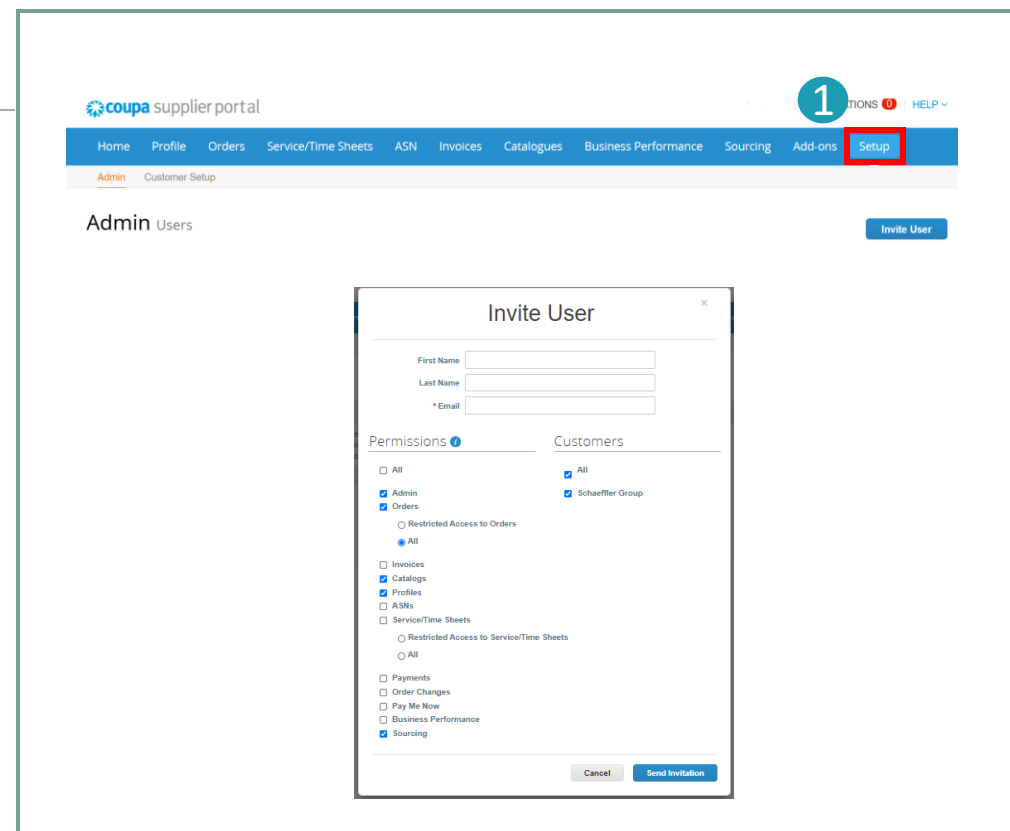 coupa supplier portal
1
TIONS 0 HELP
Home Profile Orders Service/Time Sheets ASN Invoices Catalogues Business Performance Sourcing Add-ons Setup
Admin Customer Setup
Admin Users
Invite User
Invite User
×
First Name
Last Name
* Email
Permissions i Customers
All All
Admin Schaeffler Group
Orders
Restricted Access to Orders
All
Invoices
Catalogs
Profiles
ASNs
Service/Time Sheets
Restricted Access to Service/Time Sheets
All
Payments
Order Changes
Pay Me Now
Business Performance
Sourcing
Cancel Send Invitation